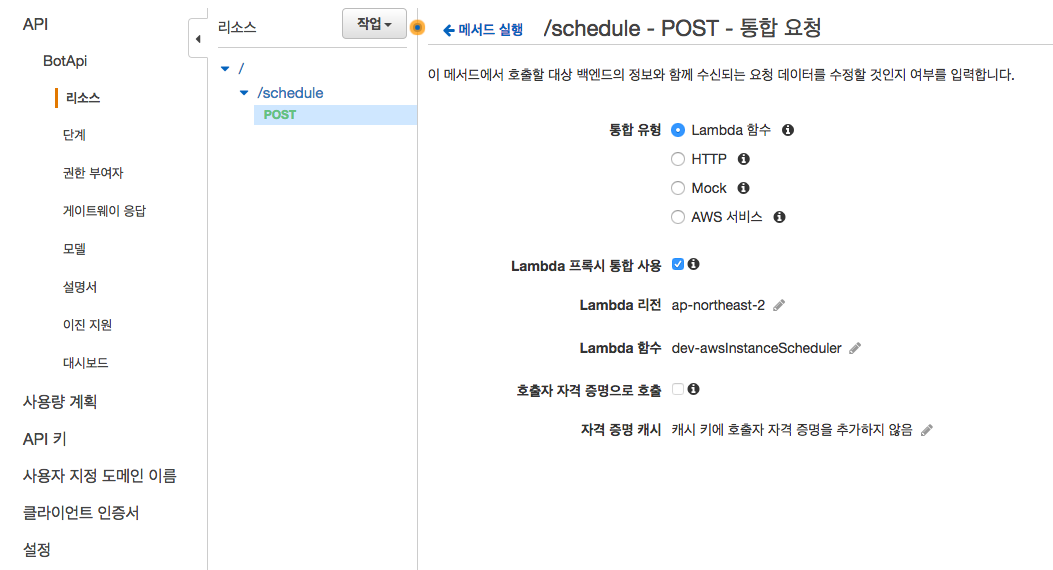 API
BotApi
리소스
단계
권한 부여자
게이트웨이 응답
모델
설명서
이진 지원
대시보드
사용량 계획
API 키
사용자 지정 도메인 이름
클라이언트 인증서
설정
리소스
작업
/
/schedule
POST
메서드 실행 /schedule - POST - 통합 요청
이 메서드에서 호출할 대상 백엔드의 정보와 함께 수신되는 요청 데이터를 수정할 것인지 여부를 입력합니다.
통합 유형 Lambda 함수
HTTP
Mock
AWS 서비스
Lambda 프록시 통합 사용
Lambda 리전 ap-northeast-2
Lambda 함수 dev-awsInstanceScheduler
호출자 자격 증명으로 호출
자격 증명 캐시 캐시 키에 호출자 자격 증명을 추가하지 않음